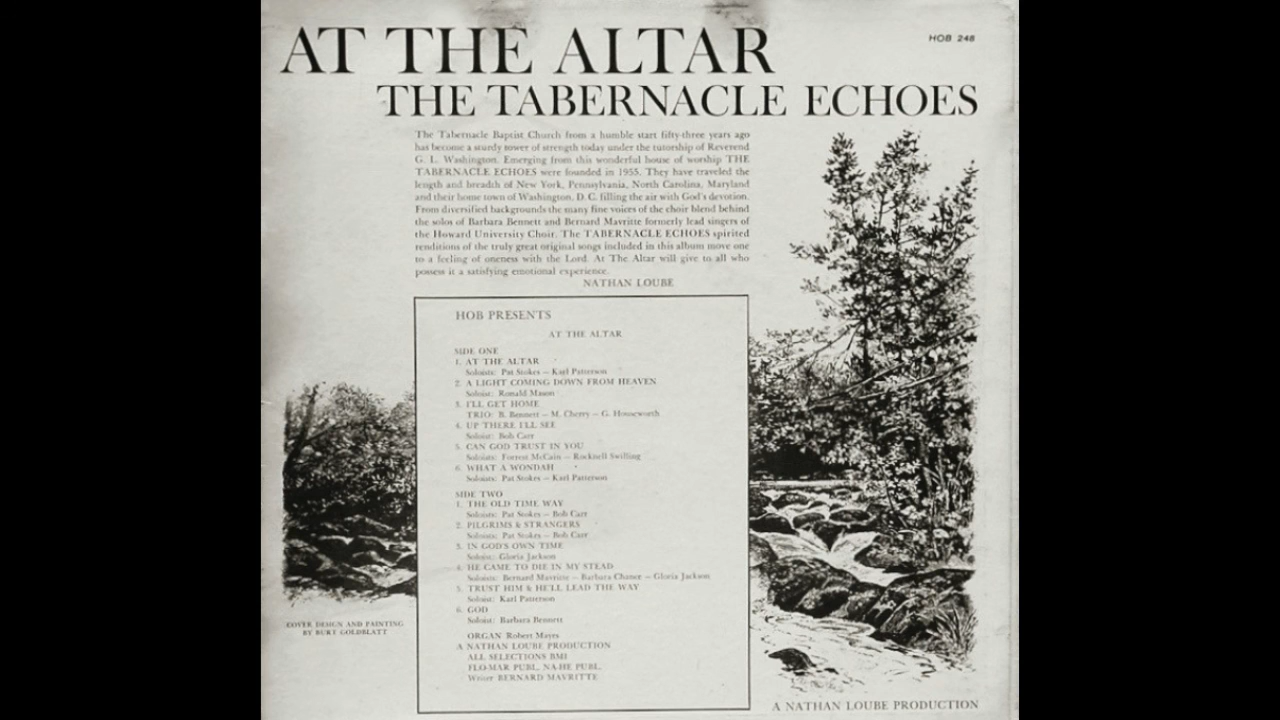 AT THE ALTAR
HOB 248
THE TABERNACLE ECHOES
The Tabernacle Baptist Church from a humble start fifty-three years ago
has become a sturdy tower of strength today under the tutorship of Reverend
G. L. Washington. Emerging from this wonderful house of worship THE
TABERNACLE ECHOES were founded in 1955. They have traveled the
length and breadth of New York, Pennsylvania, North Carolina, Maryland
and their home town of Washington, D.C. filling the air with God's devotion.
From diversified backgrounds the many fine voices of the choir blend behind
the solos of Barbara Bennett and Bernard Mavritte formerly lead singers of
the Howard University Choir. The TABERNACLE ECHOES spirited
renditions of the truly great original songs included in this album move one
to a feeling of oneness with the Lord. At The Altar will give to all who
possess it a satisfying emotional experience.
NATHAN LOUBE
HOB PRESENTS
AT THE ALTAR
SIDE ONE
1. AT THE ALTAR
Soloists: Pat Stokes — Karl Patterson
2. A LIGHT COMING DOWN FROM HEAVEN
Soloist: Ronald Mason
3. I'LL GET HOME
TRIO: B. Bennett — M. Cherry — G. Houseworth
4. UP THERE I'LL SEE
Soloist: Bob Carr
5. CAN GOD TRUST IN YOU
Soloists: Forrest McCain — Rocknell Swilling
6. WHAT A WONDAH
Soloists: Pat Stokes — Karl Patterson
SIDE TWO
1. THE OLD TIME WAY
Soloists: Pat Stokes — Bob Carr
2. PILGRIMS & STRANGERS
Soloists: Pat Stokes — Bob Carr
3. IN GOD'S OWN TIME
Soloist: Gloria Jackson
4. HE CAME TO DIE IN MY STEAD
Soloists: Bernard Mavritte — Barbara Chance — Gloria Jackson
5. TRUST HIM & HE'LL LEAD THE WAY
Soloist: Karl Patterson
6. GOD
Soloist: Barbara Bennett
ORGAN Robert Mayes
A NATHAN LOUBE PRODUCTION
ALL SELECTIONS BMI
FLO-MAR PUBL. NA-HE PUBL.
Writer BERNARD MAVRITTE
COVER DESIGN AND PAINTING
BY BURT GOLDBLATT
A NATHAN LOUBE PRODUCTION